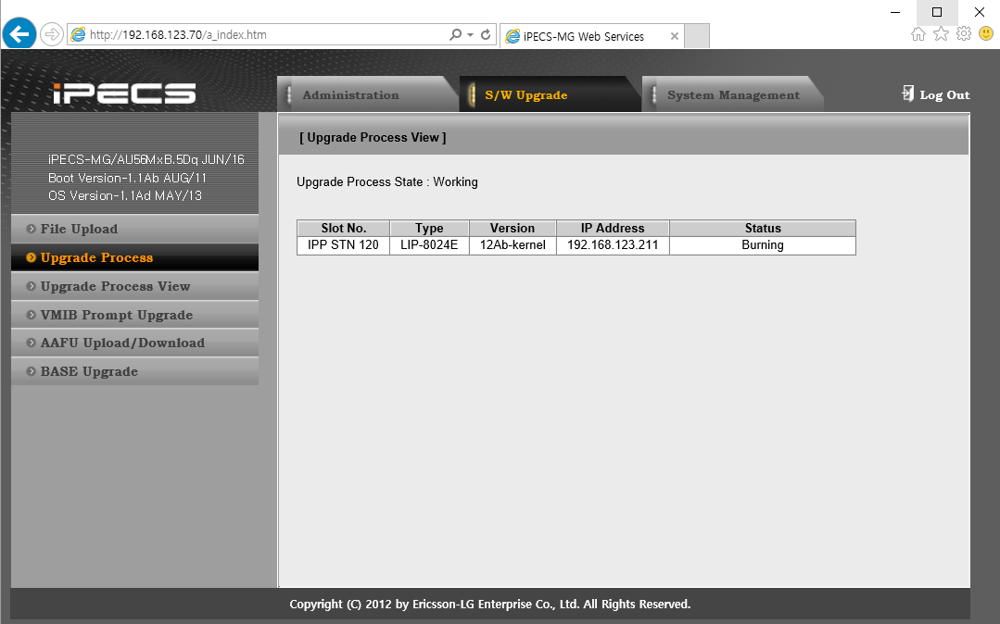 http://192.168.123.70/a_index.htm
iPECS-MG Web Services
iPECS
Administration
S/W Upgrade
System Management
Log Out
iPECS-MG/AU56MxB.5Dq JUN/16
Boot Version-1.1Ab AUG/11
OS Version-1.1Ad MAY/13
File Upload
Upgrade Process
Upgrade Process View
VMIB Prompt Upgrade
AAFU Upload/Download
BASE Upgrade
[ Upgrade Process View ]
Upgrade Process State : Working
Slot No. Type Version IP Address Status
IPP STN 120 LIP-8024E 12Ab-kernel 192.168.123.211 Burning
Copyright (C) 2012 by Ericsson-LG Enterprise Co., Ltd. All Rights Reserved.